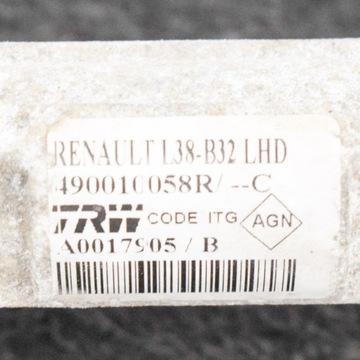 RENAULT L38-B32 LHD
490010058R/--C
TRW CODE ITG AGN
A0017905 / B